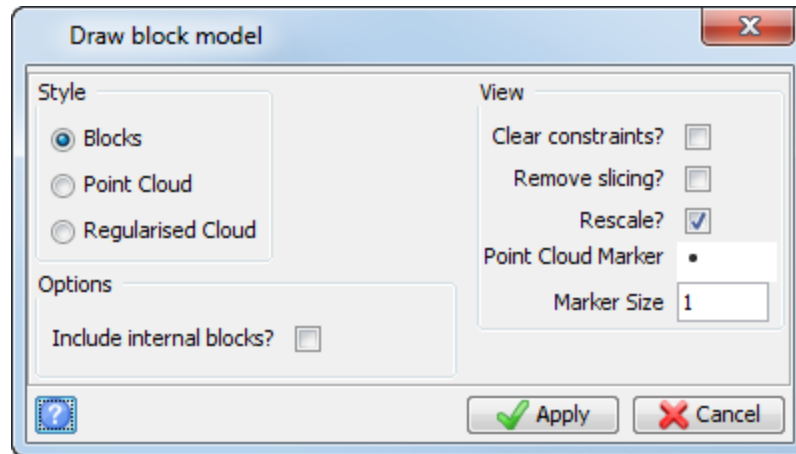 Draw block model
Style
Blocks
Point Cloud
Regularised Cloud
Options
Include internal blocks?
View
Clear constraints?
Remove slicing?
Rescale?
Point Cloud Marker
Marker Size 1
?
Apply
Cancel